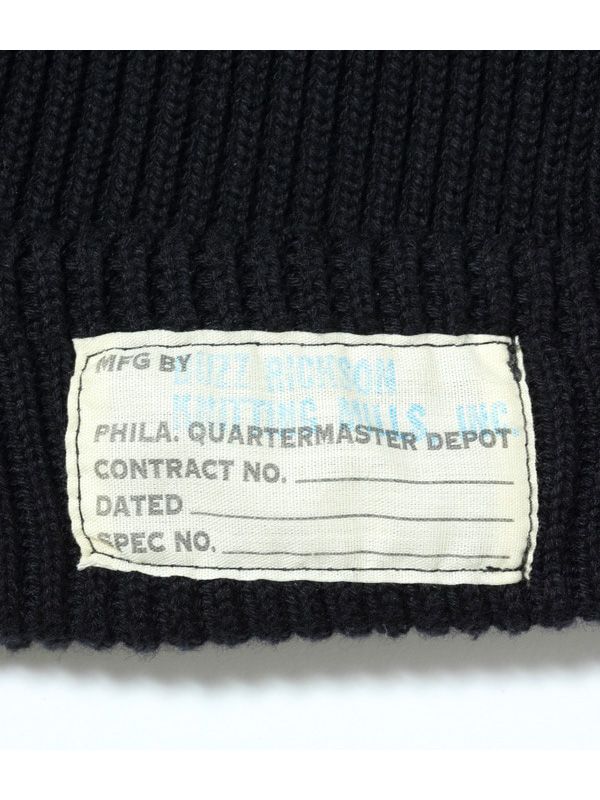 MFG BY BUZZ RICKSON
KNITTING MILLS, INC.
PHILA. QUARTERMASTER DEPOT
CONTRACT NO.
DATED
SPEC NO.